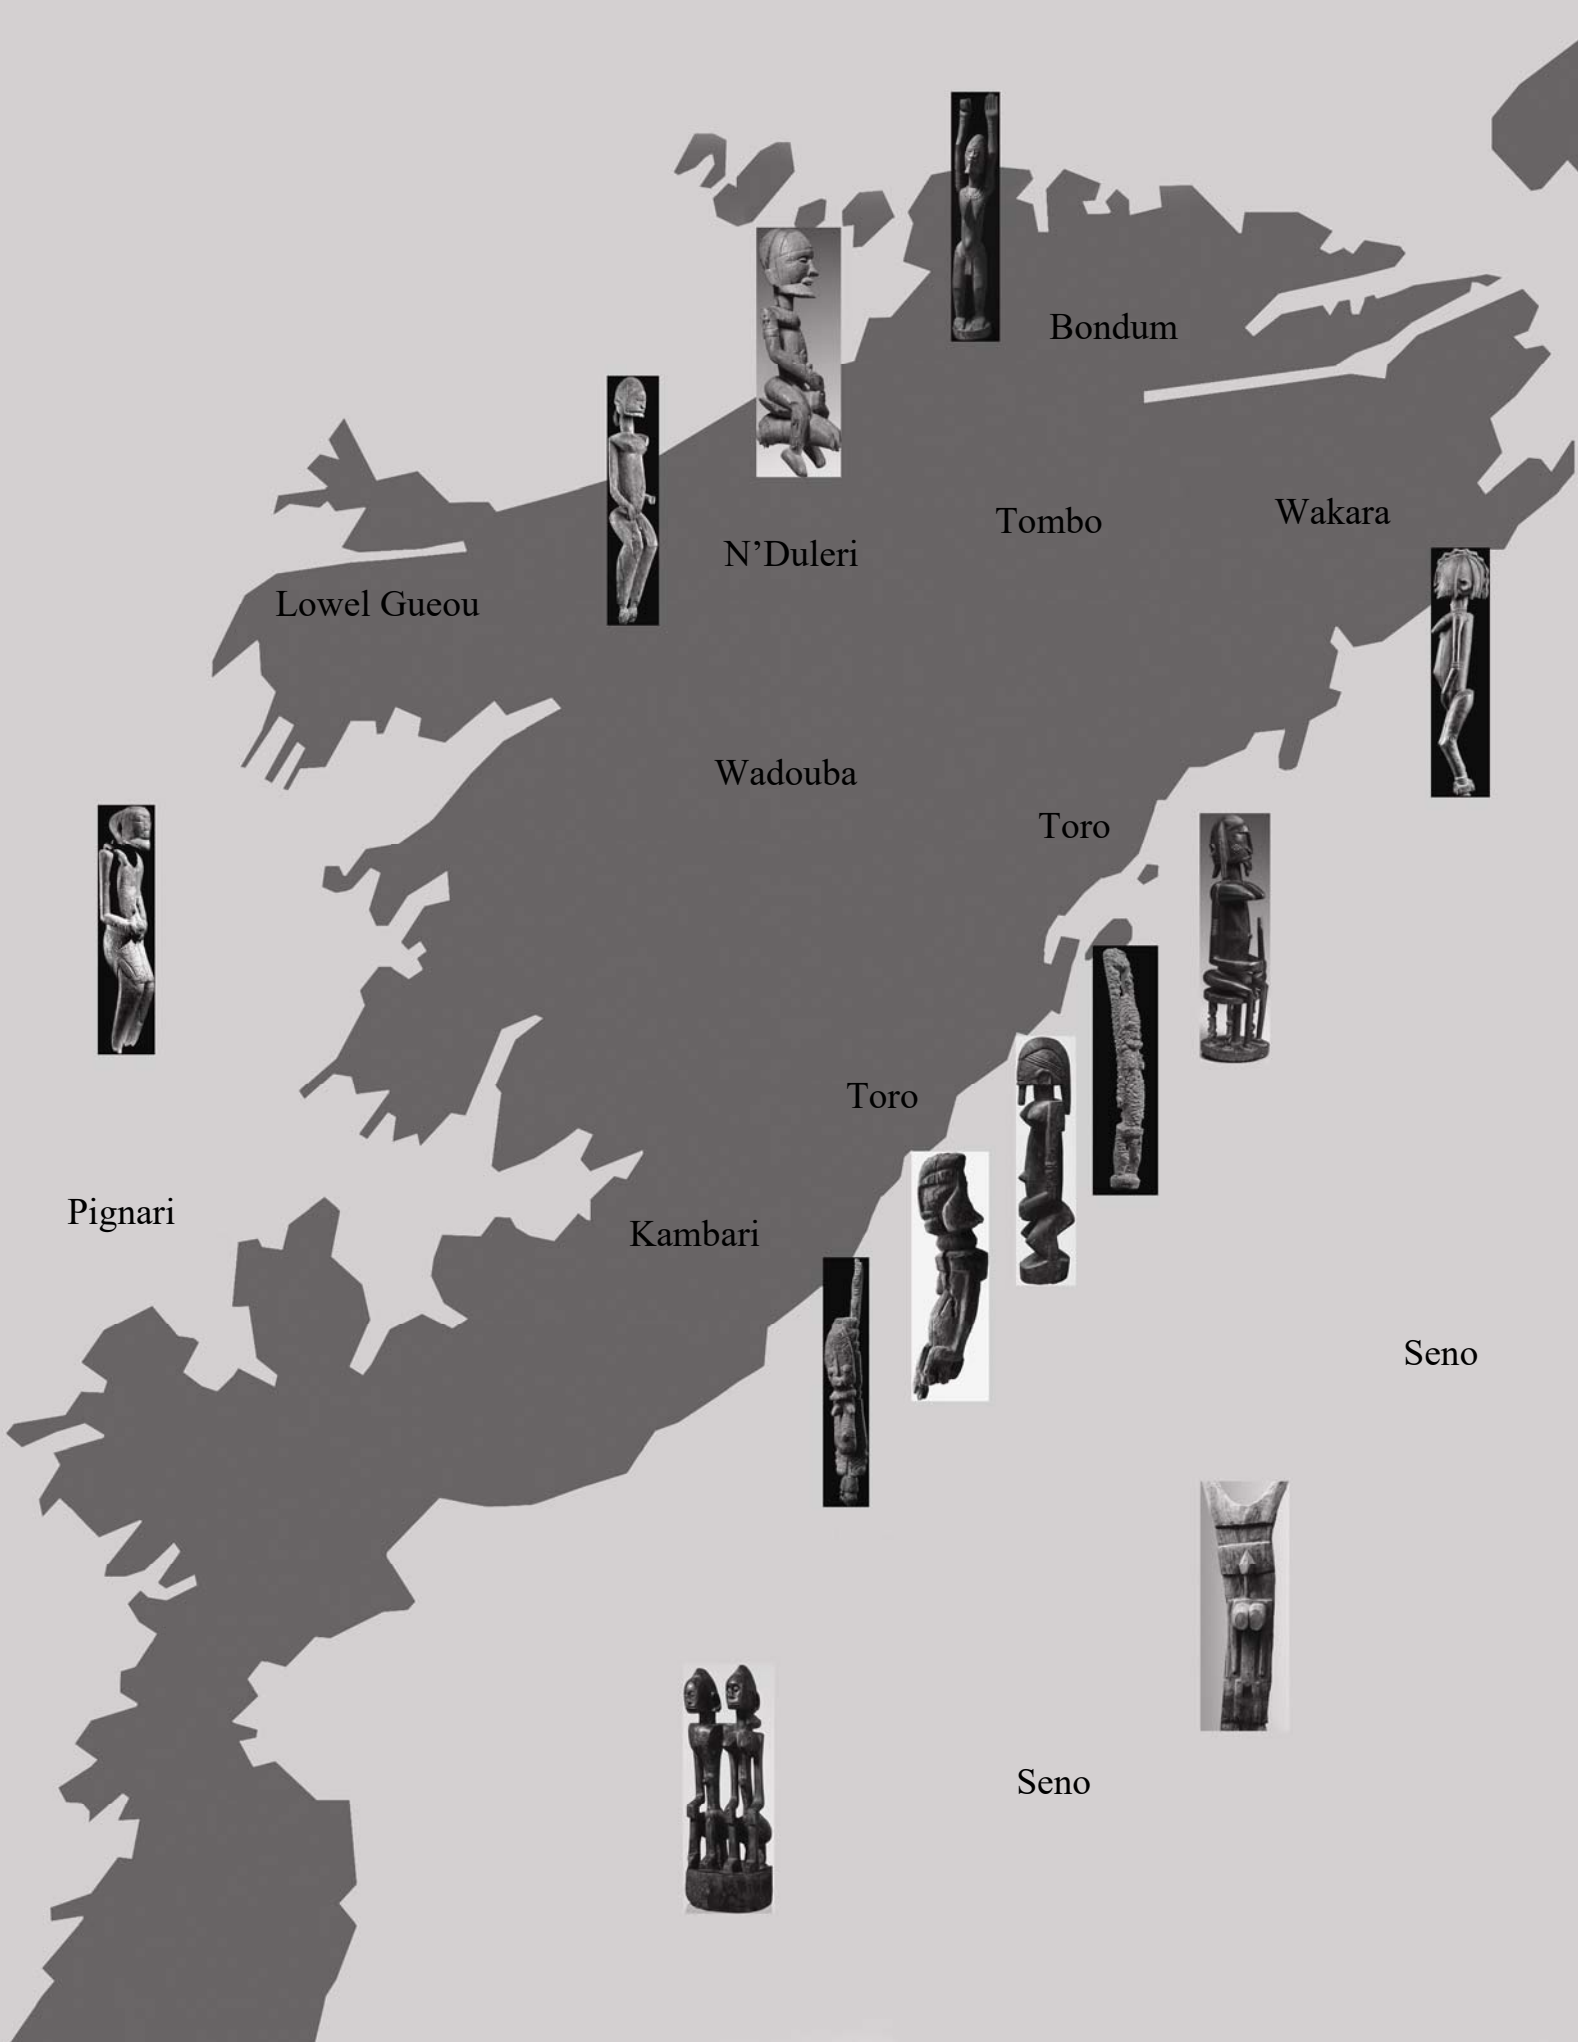 Bondum
Wakara
Tombo
N’Duleri
Lowel Gueou
Wadouba
Toro
Toro
Pignari
Kambari
Seno
Seno